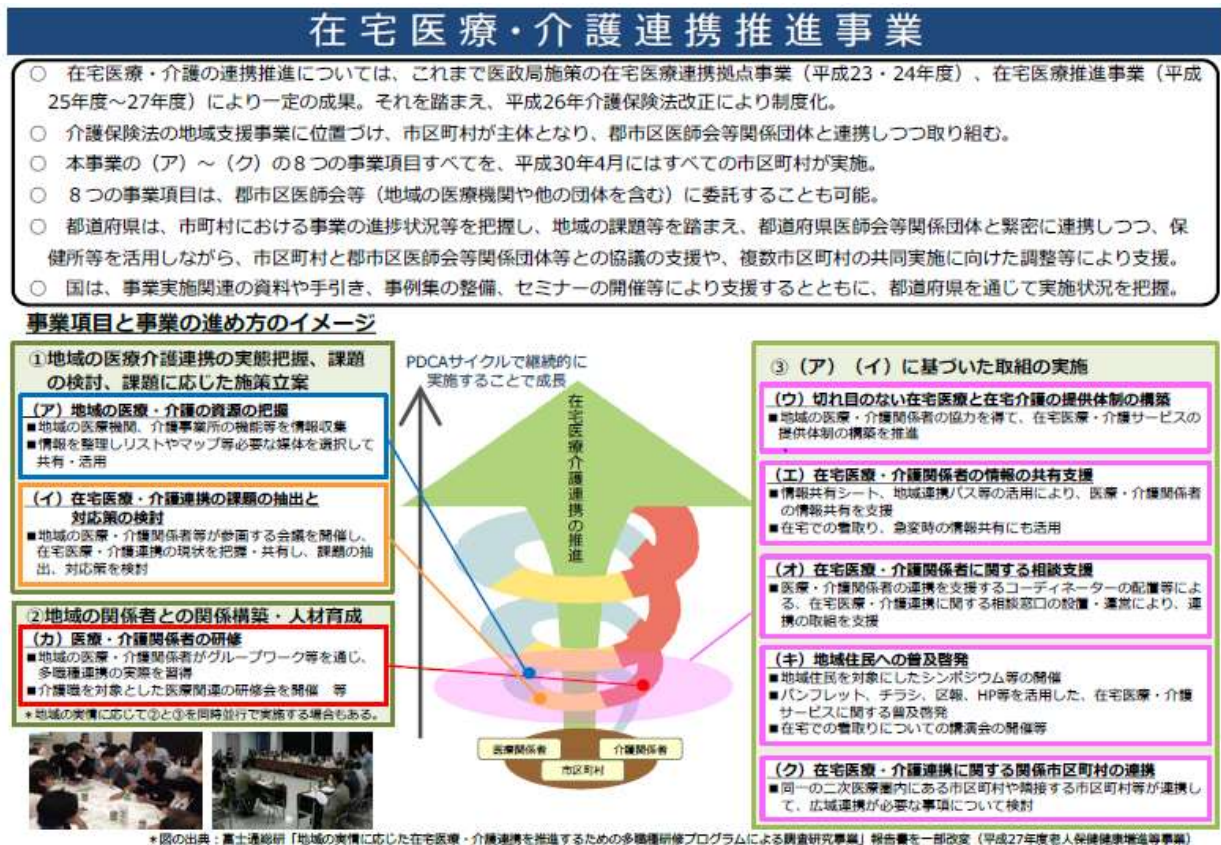 在宅医療・介護連携推進事業
○ 在宅医療・介護の連携推進については、これまで医政局施策の在宅医療連携拠点事業（平成23・24年度）、在宅医療推進事業（平成
25年度～27年度）により一定の成果。それを踏まえ、平成26年介護保険法改正により制度化。
○ 介護保険法の地域支援事業に位置づけ、市区町村が主体となり、郡市区医師会等関係団体と連携しつつ取り組む。
○ 本事業の（ア）～（ク）の８つの事業項目すべてを、平成30年4月にはすべての市区町村が実施。
○ ８つの事業項目は、郡市区医師会等（地域の医療機関や他の団体を含む）に委託することも可能。
○ 都道府県は、市町村における事業の進捗状況等を把握し、地域の課題等を踏まえ、都道府県医師会等関係団体と緊密に連携しつつ、保
健所等を活用しながら、市区町村と郡市区医師会等関係団体等との協議の支援や、複数市区町村の共同実施に向けた調整等により支援。
○ 国は、事業実施関連の資料や手引き、事例集の整備、セミナーの開催等により支援するとともに、都道府県を通じて実施状況を把握。
事業項目と事業の進め方のイメージ
①地域の医療介護連携の実態把握、課題
の検討、課題に応じた施策立案
（ア）地域の医療・介護の資源の把握
■地域の医療機関、介護事業所の機能等を情報収集
■情報を整理しリストやマップ等必要な媒体を選択して
共有・活用
（イ）在宅医療・介護連携の課題の抽出と
対応策の検討
■地域の医療・介護関係者等が参画する会議を開催し、
在宅医療・介護連携の現状を把握・共有し、課題の抽
出、対応策を検討
②地域の関係者との関係構築・人材育成
（カ）医療・介護関係者の研修
■地域の医療・介護関係者がグループワーク等を通じ、
多職種連携の実際を習得
■介護職を対象とした医療関連の研修会を開催 等
＊地域の実情に応じて②と③を同時並行で実施する場合もある。
PDCAサイクルで継続的に
実施することで成長
在宅医療介護連携の推進
医療関係者
介護関係者
市区町村
③（ア）（イ）に基づいた取組の実施
（ウ）切れ目のない在宅医療と在宅介護の提供体制の構築
■地域の医療・介護関係者の協力を得て、在宅医療・介護サービスの
提供体制の構築を推進
・
（エ）在宅医療・介護関係者の情報の共有支援
■情報共有シート、地域連携パス等の活用により、医療・介護関係者
の情報共有を支援
■在宅での看取り、急変時の情報共有にも活用
（オ）在宅医療・介護関係者に関する相談支援
■医療・介護関係者の連携を支援するコーディネーターの配置等によ
る、在宅医療・介護連携に関する相談窓口の設置・運営により、連
携の取組を支援
（キ）地域住民への普及啓発
■地域住民を対象にしたシンポジウム等の開催
■パンフレット、チラシ、区報、HP等を活用した、在宅医療・介護
サービスに関する普及啓発
■在宅での看取りについての講演会の開催等
（ク）在宅医療・介護連携に関する関係市区町村の連携
■同一の二次医療圏内にある市区町村や隣接する市区町村等が連携し
て、広域連携が必要な事項について検討
＊図の出典：富士通総研「地域の実情に応じた在宅医療・介護連携を推進するための多職種研修プログラムによる調査研究事業」報告書を一部改変（平成27年度老人保健健康増進等事業）